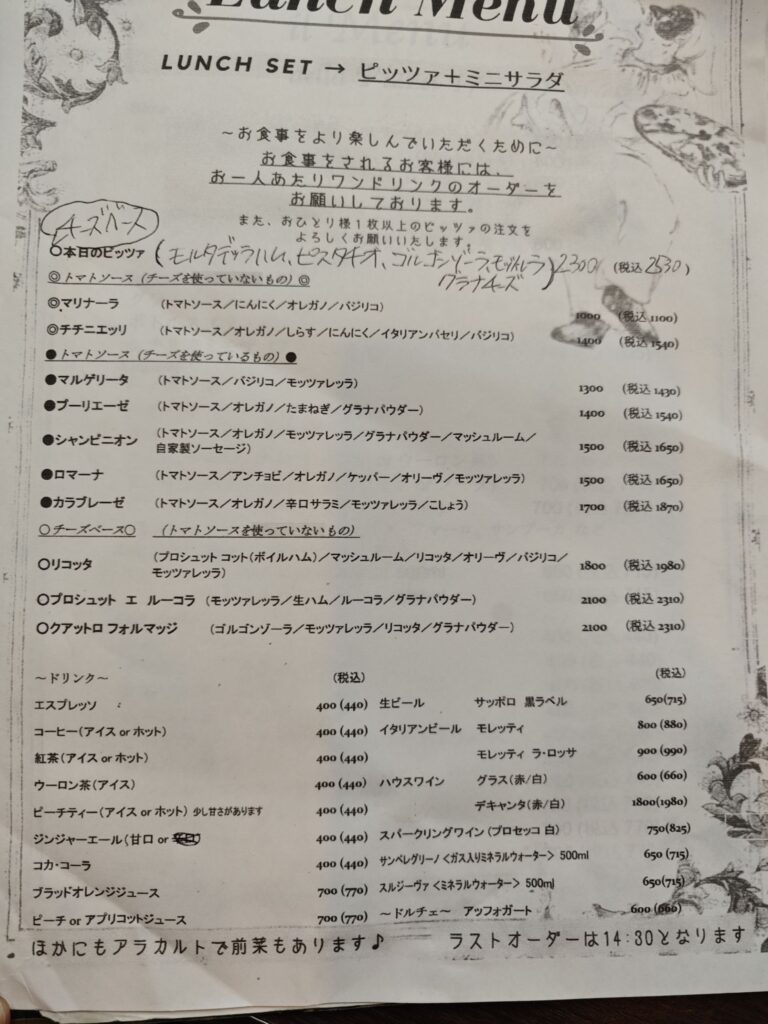 Lunch Menu
LUNCH SET → ピッツァ+ミニサラダ
~お食事をより楽しんでいただくために~
お食事をされるお客様には、
お一人あたりワンドリンクのオーダーを
お願いしております。
また、おひとり様1枚以上のピッツァの注文を
よろしくお願いいたします。
チーズベース
○本日のピッツァ (モルタデッラハム、ピスタチオ、ゴルゴンゾーラ、モッツァレラ 2300 (税込 2530)
グラナチーズ)
◎トマトソース (チーズを使っていないもの)◎
◎マリナーラ (トマトソース/にんにく/オレガノ/バジリコ) 1000 (税込 1100)
◎チチニエッリ (トマトソース/オレガノ/しらす/にんにく/イタリアンパセリ/バジリコ) 1400 (税込 1540)
●トマトソース (チーズを使っているもの)●
●マルゲリータ (トマトソース/バジリコ/モッツァレッラ) 1300 (税込 1430)
●プーリエーゼ (トマトソース/オレガノ/たまねぎ/グラナパウダー) 1400 (税込 1540)
●シャンピニオン (トマトソース/オレガノ/モッツァレッラ/グラナパウダー/マッシュルーム/
自家製ソーセージ) 1500 (税込 1650)
●ロマーナ (トマトソース/アンチョビ/オレガノ/ケッパー/オリーヴ/モッツァレッラ) 1500 (税込 1650)
●カラブレーゼ (トマトソース/オレガノ/辛口サラミ/モッツァレッラ/こしょう) 1700 (税込 1870)
○チーズベース○ (トマトソースを使っていないもの)
○リコッタ (プロシュット コット(ボイルハム)/マッシュルーム/リコッタ/オリーヴ/バジリコ/
モッツァレッラ) 1800 (税込 1980)
○プロシュット エ ルーコラ (モッツァレッラ/生ハム/ルーコラ/グラナパウダー) 2100 (税込 2310)
○クアットロ フォルマッジ (ゴルゴンゾーラ/モッツァレッラ/リコッタ/グラナパウダー) 2100 (税込 2310)
~ドリンク~ (税込)
エスプレッソ 400 (440)
コーヒー(アイス or ホット) 400 (440)
紅茶(アイス or ホット) 400 (440)
ウーロン茶(アイス) 400 (440)
ピーチティー(アイス or ホット) 少し甘さがあります 400 (440)
ジンジャーエール(甘口 or 400 (440)
コカ・コーラ 400 (440)
ブラッドオレンジジュース 700 (770)
ピーチ or アプリコットジュース 700 (770)
(税込)
生ビール サッポロ 黒ラベル 650(715)
イタリアンビール モレッティ 800 (880)
モレッティ ラ・ロッサ 900 (990)
ハウスワイン グラス(赤/白) 600 (660)
デキャンタ(赤/白) 1800(1980)
スパークリングワイン(プロセッコ 白) 750(825)
サンペレグリーノ<ガス入りミネラルウォーター> 500ml 650 (715)
スルジーヴァ<ミネラルウォーター> 500ml 650(715)
~ドルチェ~ アッフォガート 600 (660)
ほかにもアラカルトで前菜もあります♪ ラストオーダーは14:30となります